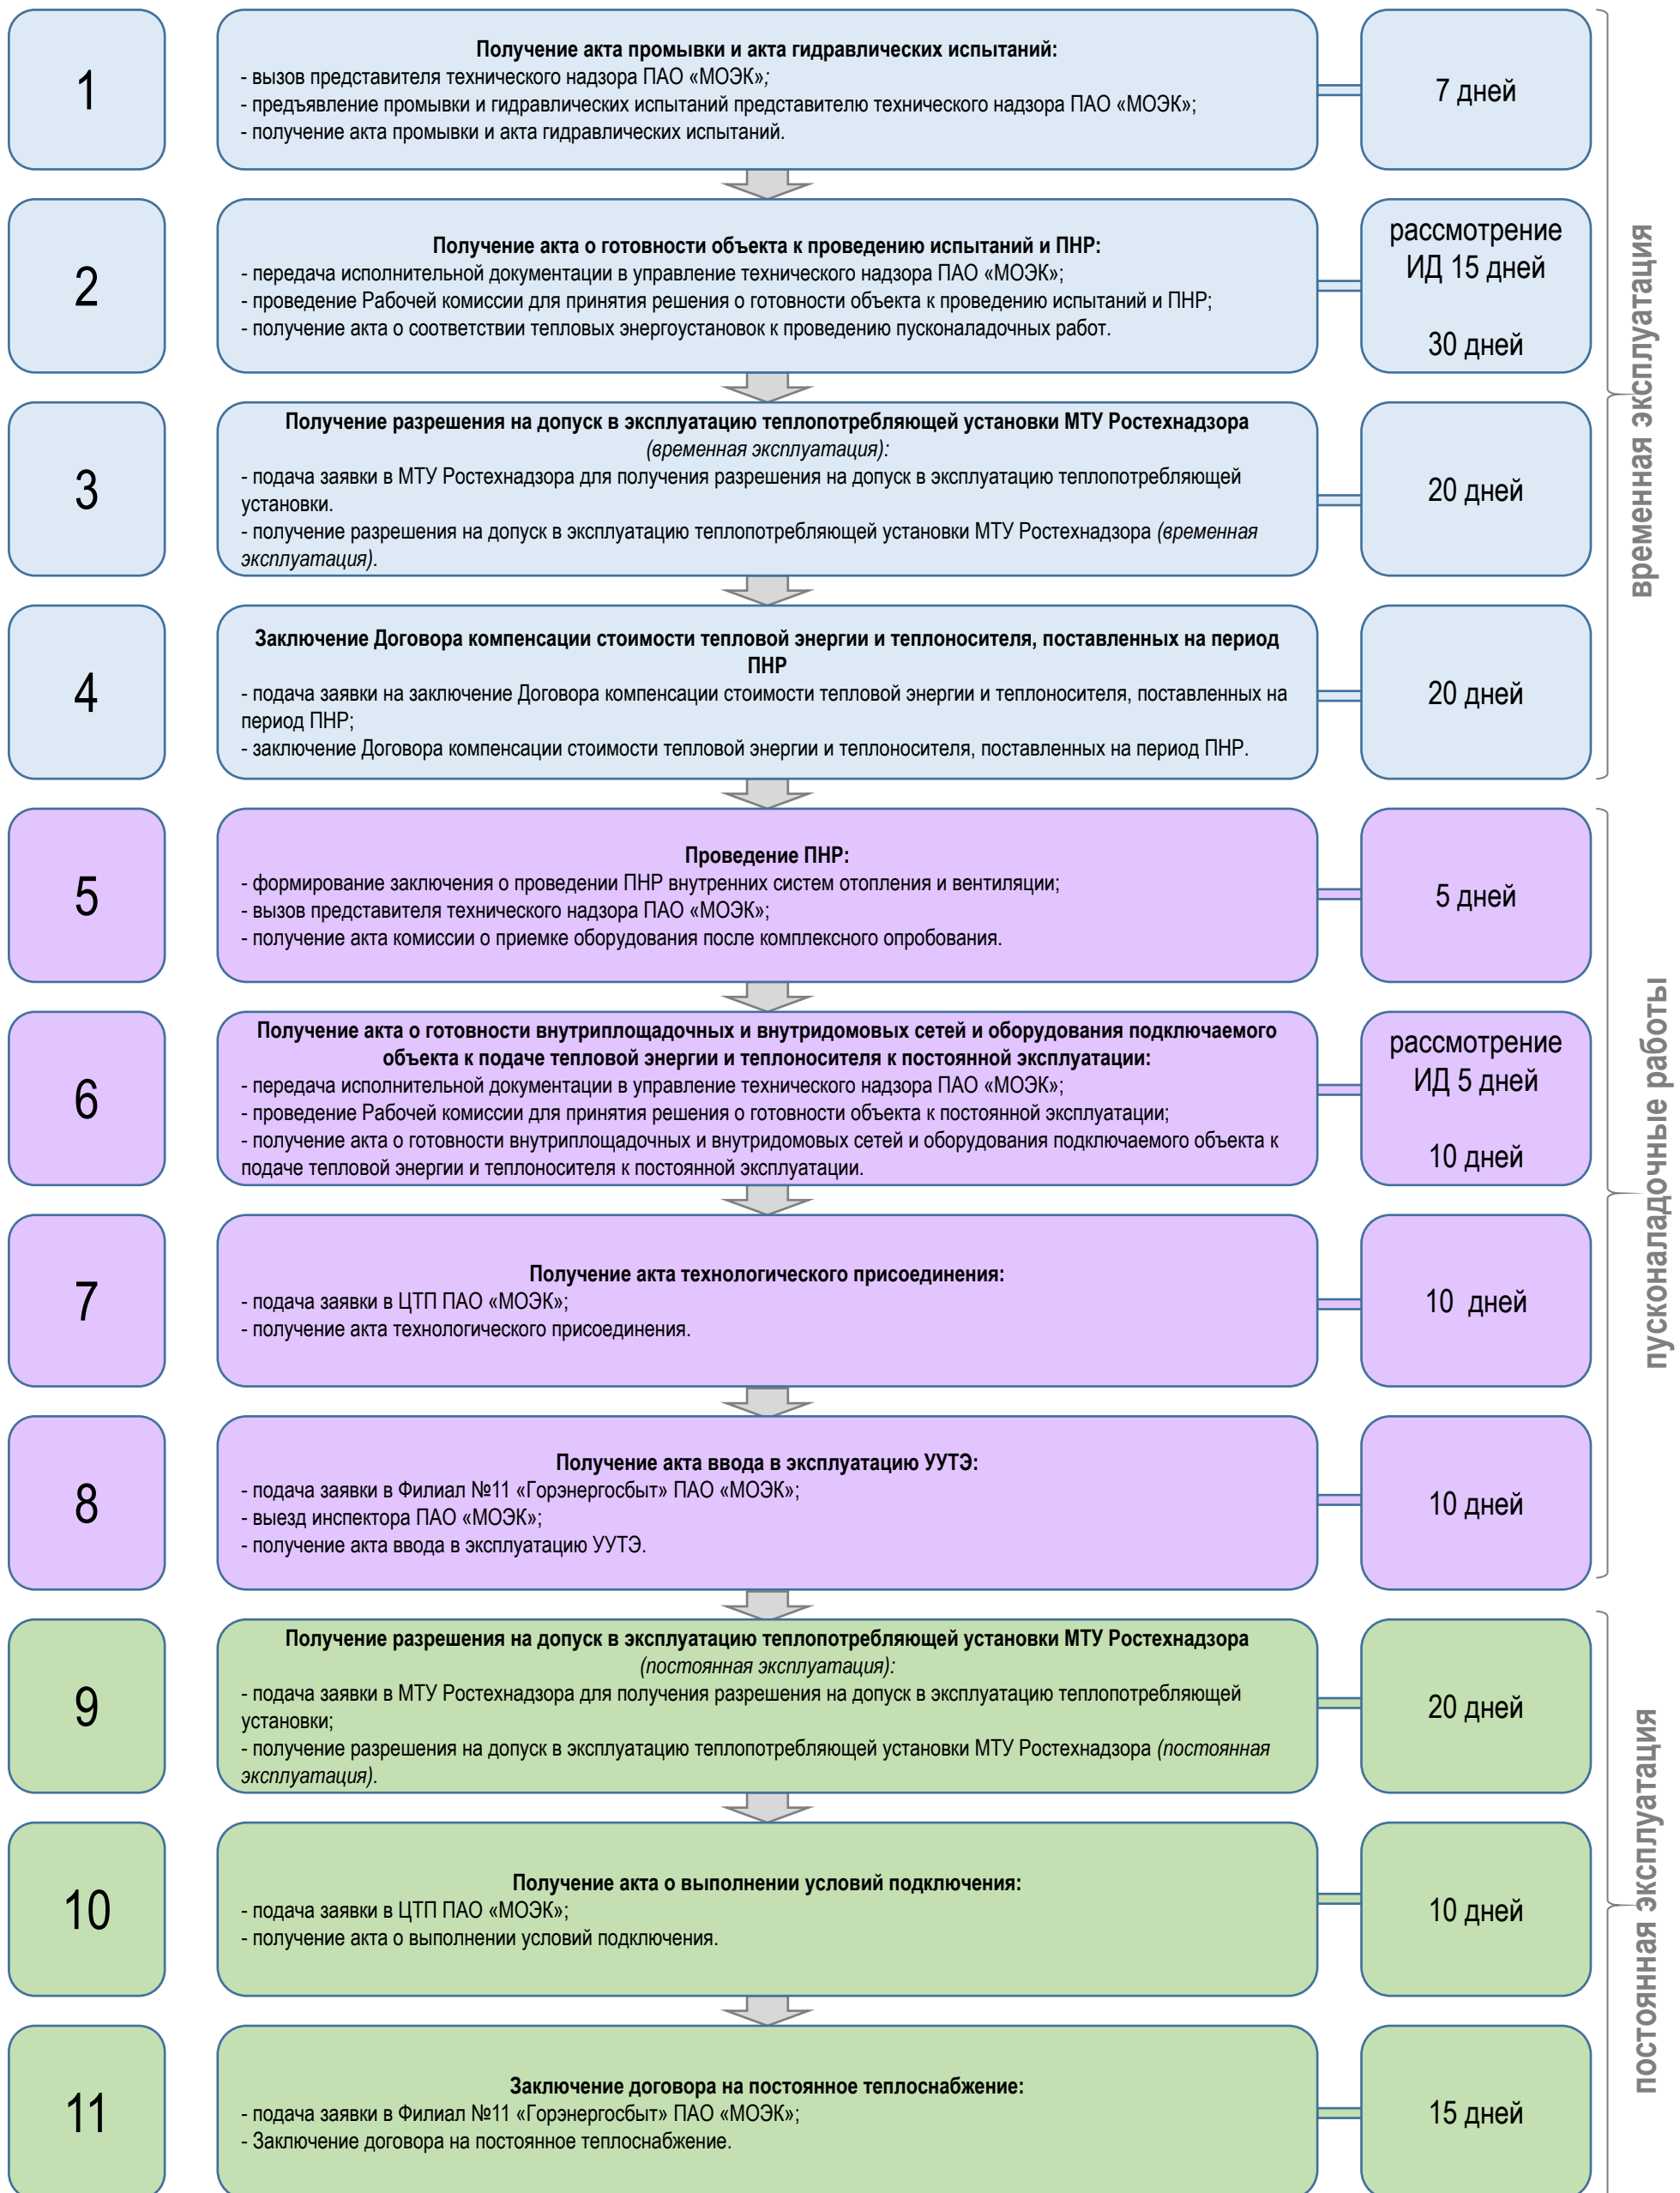 1
Получение акта промывки и акта гидравлических испытаний:
- вызов представителя технического надзора ПАО «МОЭК»;
- предъявление промывки и гидравлических испытаний представителю технического надзора ПАО «МОЭК»;
- получение акта промывки и акта гидравлических испытаний.
7 дней
2
Получение акта о готовности объекта к проведению испытаний и ПНР:
- передача исполнительной документации в управление технического надзора ПАО «МОЭК»;
- проведение Рабочей комиссии для принятия решения о готовности объекта к проведению испытаний и ПНР;
- получение акта о соответствии тепловых энергоустановок к проведению пусконаладочных работ.
рассмотрение
ИД 15 дней
30 дней
3
Получение разрешения на допуск в эксплуатацию теплопотребляющей установки МТУ Ростехнадзора
(временная эксплуатация):
- подача заявки в МТУ Ростехнадзора для получения разрешения на допуск в эксплуатацию теплопотребляющей
установки.
- получение разрешения на допуск в эксплуатацию теплопотребляющей установки МТУ Ростехнадзора (временная
эксплуатация).
20 дней
4
Заключение Договора компенсации стоимости тепловой энергии и теплоносителя, поставленных на период
ПНР
- подача заявки на заключение Договора компенсации стоимости тепловой энергии и теплоносителя, поставленных на
период ПНР;
- заключение Договора компенсации стоимости тепловой энергии и теплоносителя, поставленных на период ПНР.
20 дней
временная эксплуатация
5
Проведение ПНР:
- формирование заключения о проведении ПНР внутренних систем отопления и вентиляции;
- вызов представителя технического надзора ПАО «МОЭК»;
- получение акта комиссии о приемке оборудования после комплексного опробования.
5 дней
6
Получение акта о готовности внутриплощадочных и внутридомовых сетей и оборудования подключаемого
объекта к подаче тепловой энергии и теплоносителя к постоянной эксплуатации:
- передача исполнительной документации в управление технического надзора ПАО «МОЭК»;
- проведение Рабочей комиссии для принятия решения о готовности объекта к постоянной эксплуатации;
- получение акта о готовности внутриплощадочных и внутридомовых сетей и оборудования подключаемого объекта к
подаче тепловой энергии и теплоносителя к постоянной эксплуатации.
рассмотрение
ИД 5 дней
10 дней
7
Получение акта технологического присоединения:
- подача заявки в ЦТП ПАО «МОЭК»;
- получение акта технологического присоединения.
10 дней
8
Получение акта ввода в эксплуатацию УУТЭ:
- подача заявки в Филиал №11 «Горэнергосбыт» ПАО «МОЭК»;
- выезд инспектора ПАО «МОЭК»;
- получение акта ввода в эксплуатацию УУТЭ.
10 дней
пусконаладочные работы
9
Получение разрешения на допуск в эксплуатацию теплопотребляющей установки МТУ Ростехнадзора
(постоянная эксплуатация):
- подача заявки в МТУ Ростехнадзора для получения разрешения на допуск в эксплуатацию теплопотребляющей
установки;
- получение разрешения на допуск в эксплуатацию теплопотребляющей установки МТУ Ростехнадзора (постоянная
эксплуатация).
20 дней
10
Получение акта о выполнении условий подключения:
- подача заявки в ЦТП ПАО «МОЭК»;
- получение акта о выполнении условий подключения.
10 дней
11
Заключение договора на постоянное теплоснабжение:
- подача заявки в Филиал №11 «Горэнергосбыт» ПАО «МОЭК»;
- Заключение договора на постоянное теплоснабжение.
15 дней
постоянная эксплуатация